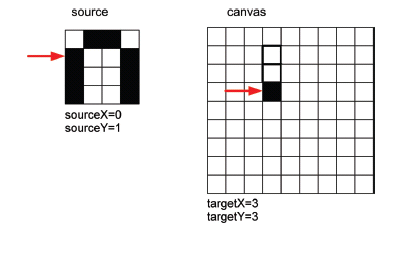 source
canvas
sourceX=0
sourceY=1
targetX=3
targetY=3